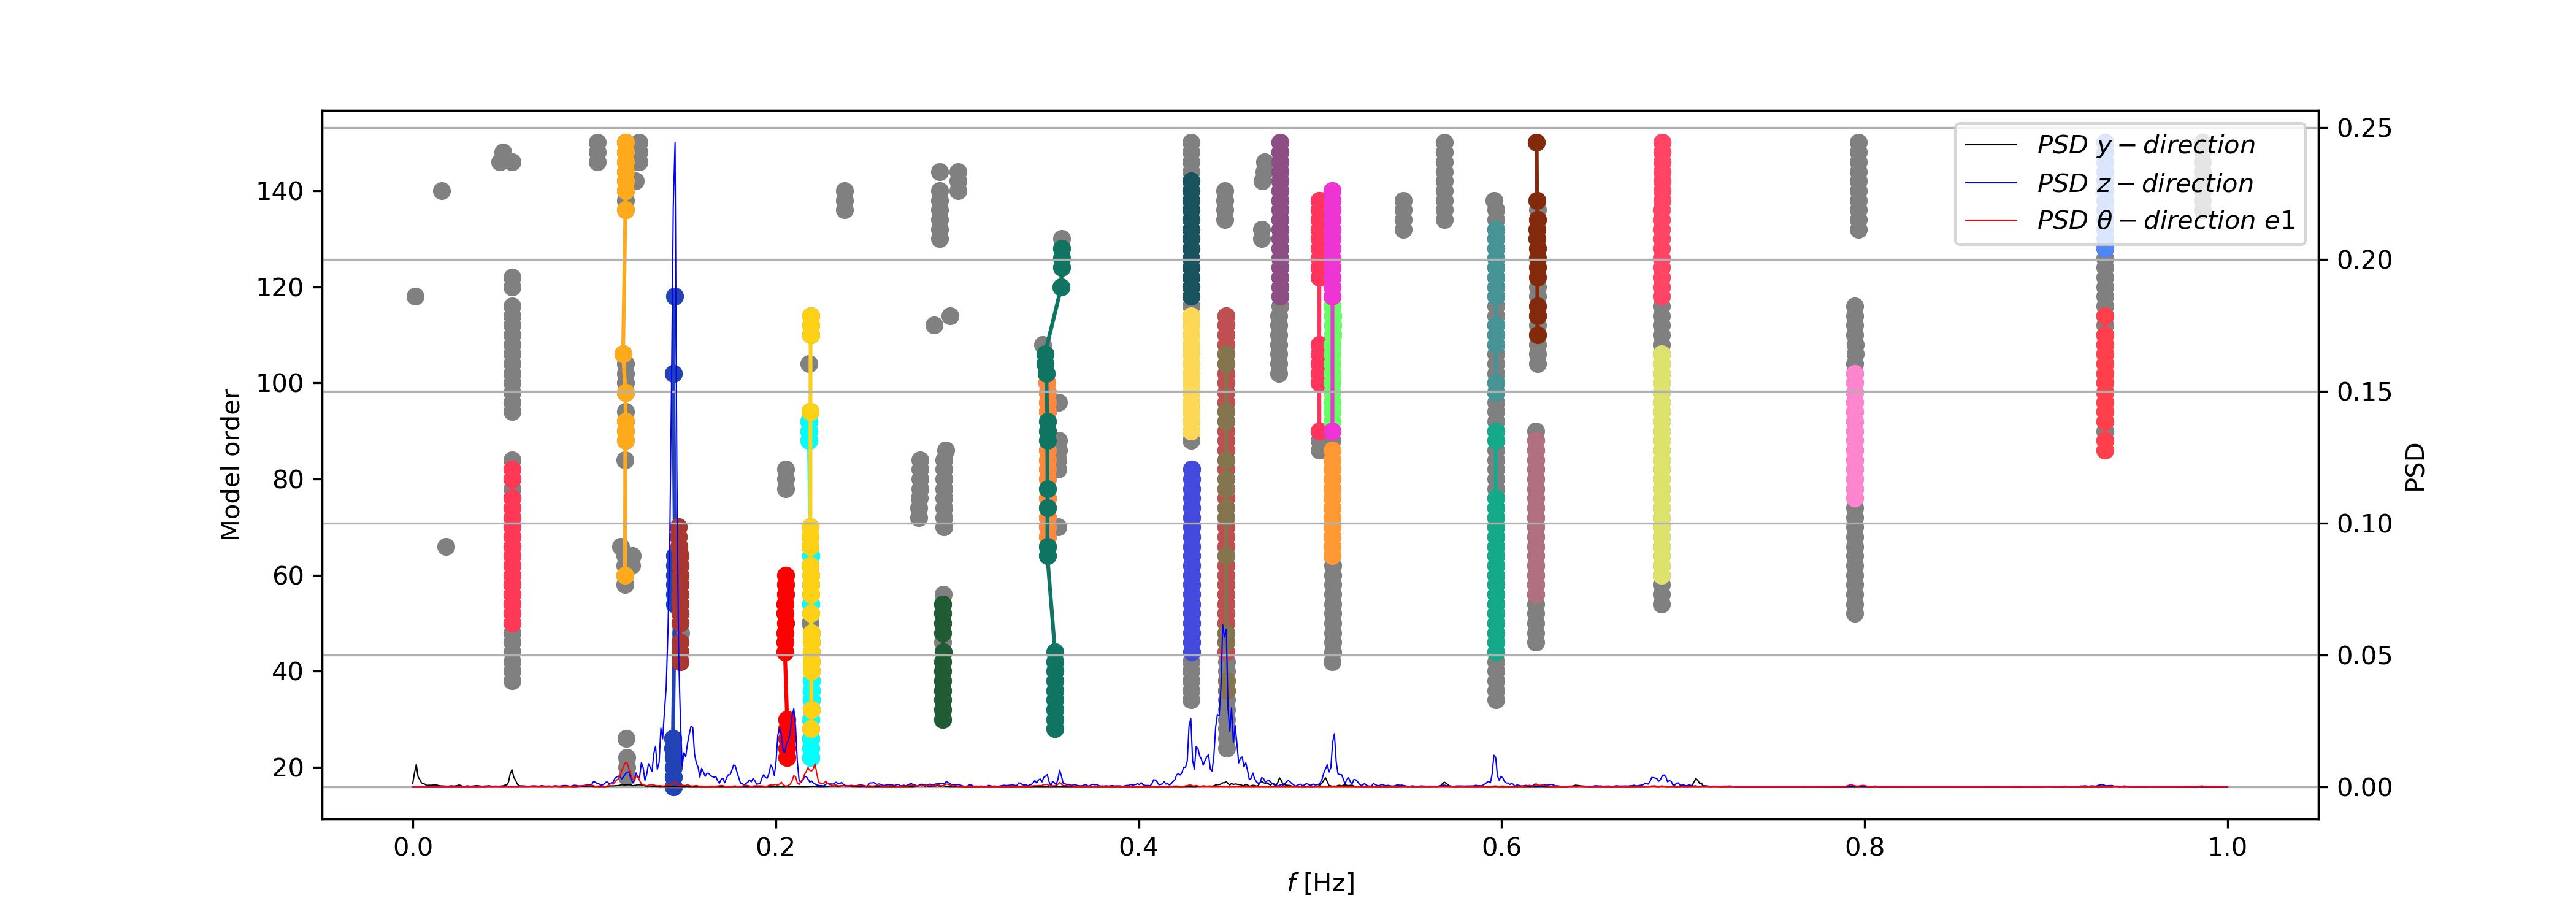 PSD y − direction
PSD z − direction
PSD θ − direction e1
Model order
140
120
100
80
60
40
20
0.25
0.20
0.15
0.10
0.05
0.00
PSD
0.0 0.2 0.4 0.6 0.8 1.0
f [Hz]